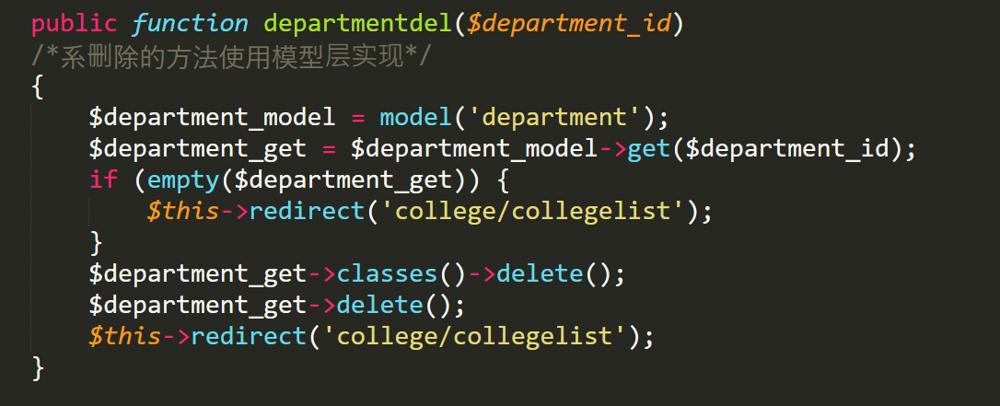 public function departmentdel($department_id)
/*系删除的方法使用模型层实现*/
{
    $department_model = model('department');
    $department_get = $department_model->get($department_id);
    if (empty($department_get)) {
        $this->redirect('college/collegelist');
    }
    $department_get->classes()->delete();
    $department_get->delete();
    $this->redirect('college/collegelist');
}